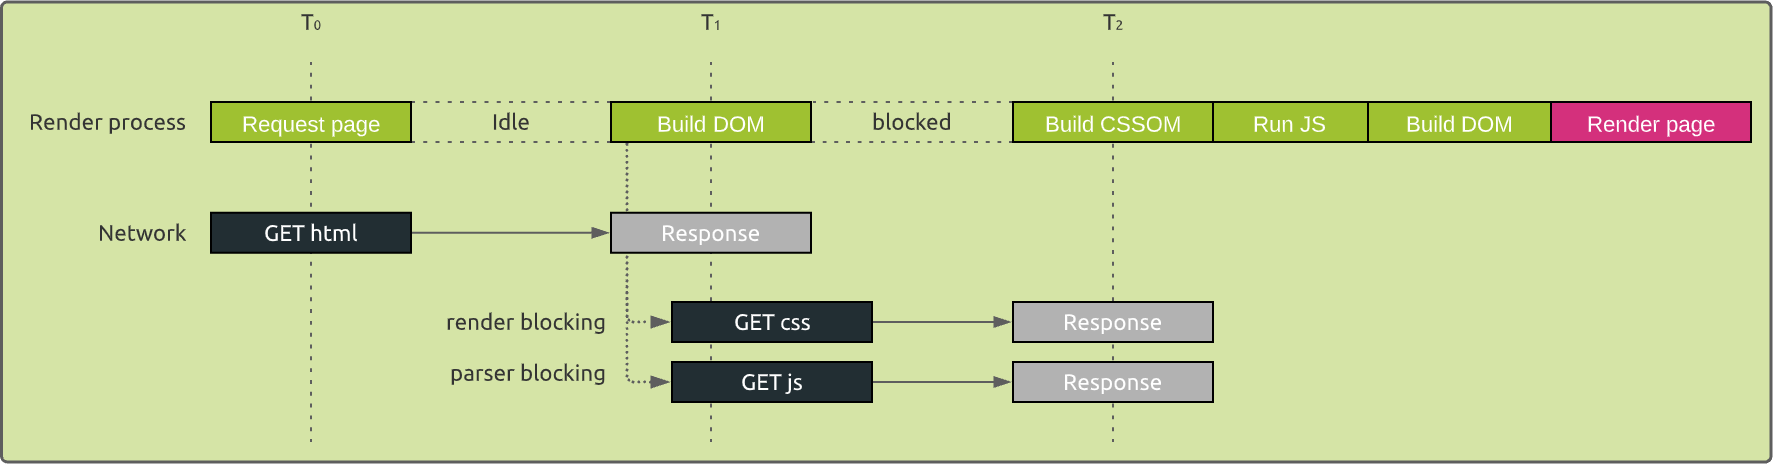 T0 T1 T2
Render process Request page Idle Build DOM blocked Build CSSOM Run JS Build DOM Render page
Network GET html Response
render blocking GET css Response
parser blocking GET js Response